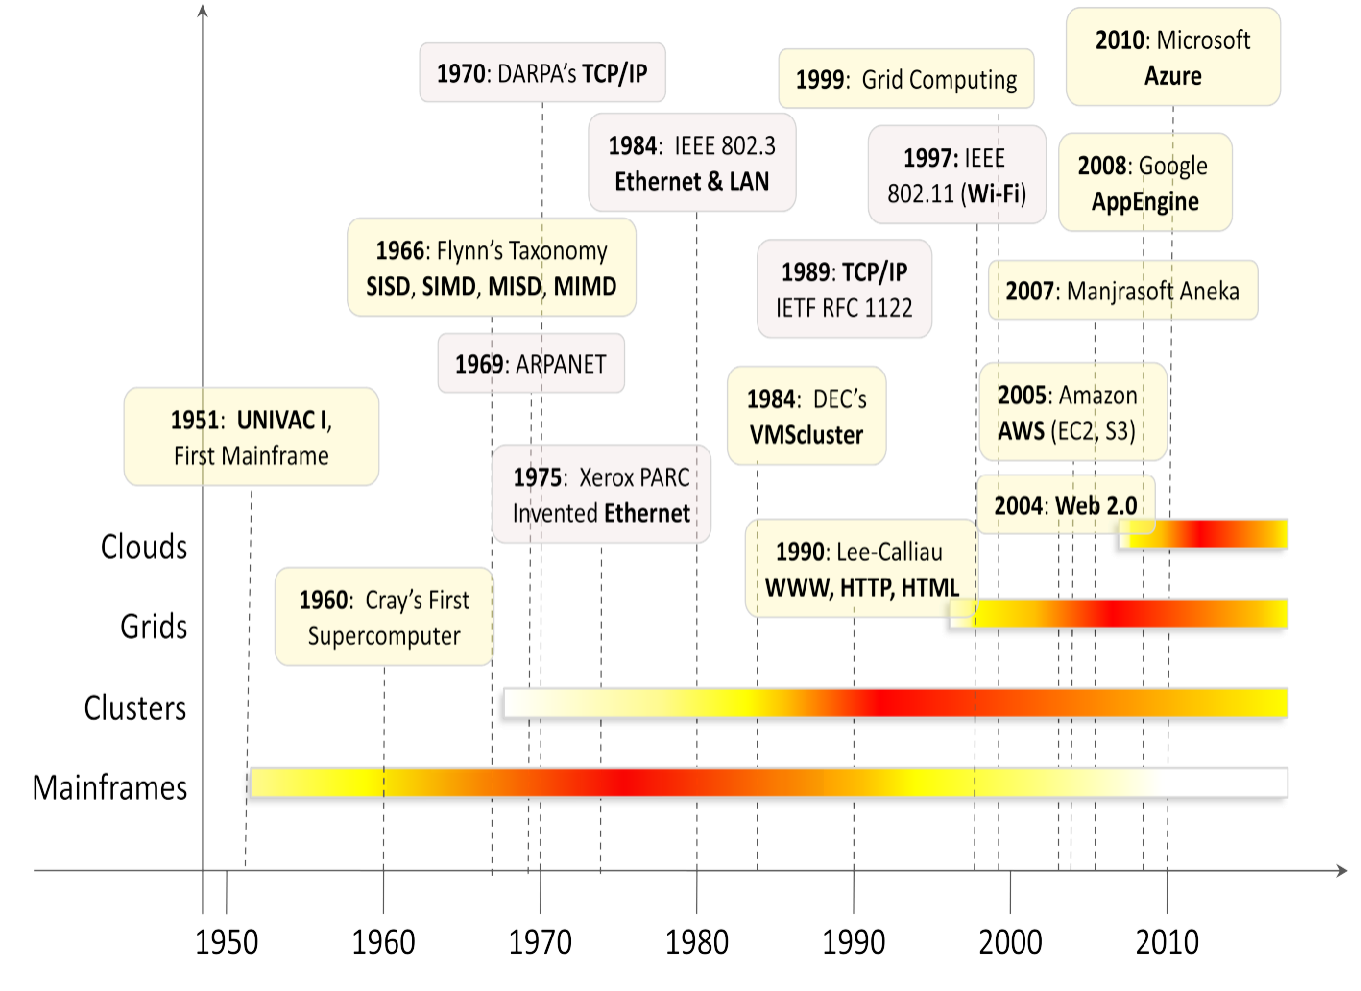 2010: Microsoft
Azure
1970: DARPA's TCP/IP
1999: Grid Computing
1984: IEEE 802.3
Ethernet & LAN
1997: IEEE
802.11 (Wi-Fi)
2008: Google
AppEngine
1966: Flynn's Taxonomy
SISD, SIMD, MISD, MIMD
1989: TCP/IP
IETF RFC 1122
2007: Manjrasoft Aneka
1969: ARPANET
1951: UNIVAC I,
First Mainframe
1984: DEC's
VMScluster
2005: Amazon
AWS (EC2, S3)
1975: Xerox PARC
Invented Ethernet
2004: Web 2.0
Clouds
1990: Lee-Calliau
WWW, HTTP, HTML
1960: Cray's First
Supercomputer
Grids
Clusters
Mainframes
1950 1960 1970 1980 1990 2000 2010